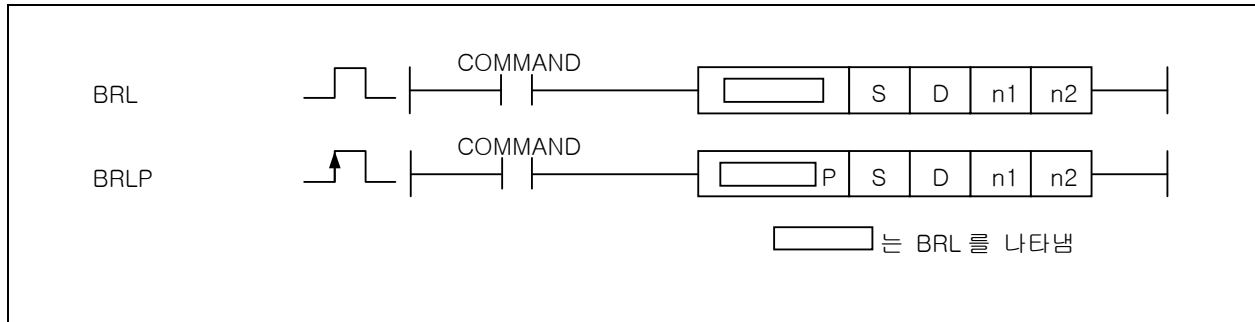 COMMAND
BRL S D n1 n2
COMMAND
BRLP P S D n1 n2
는 BRL 를 나타냄